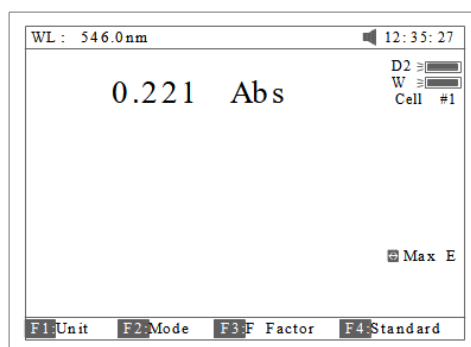 WL: 546.0nm 12:35:27
D2
W
0.221 Abs
Cell #1
Max E
F1:Unit F2:Mode F3:F Factor F4:Standard